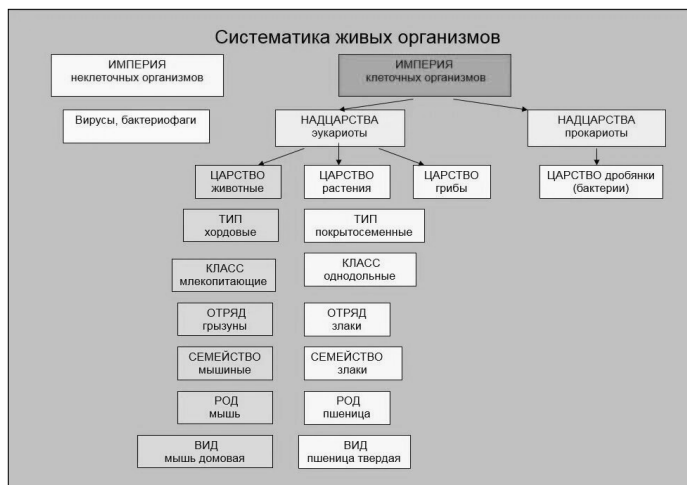 Систематика живых организмов
ИМПЕРИЯ
неклеточных организмов
ИМПЕРИЯ
клеточных организмов
Вирусы, бактериофаги
НАДЦАРСТВА
эукариоты
НАДЦАРСТВА
прокариоты
ЦАРСТВО
животные
ЦАРСТВО
растения
ЦАРСТВО
грибы
ЦАРСТВО дробянки
(бактерии)
ТИП
хордовые
ТИП
покрытосеменные
КЛАСС
млекопитающие
КЛАСС
однодольные
ОТРЯД
грызуны
ОТРЯД
злаки
СЕМЕЙСТВО
мышиные
СЕМЕЙСТВО
злаки
РОД
мышь
РОД
пшеница
ВИД
мышь домовая
ВИД
пшеница твердая